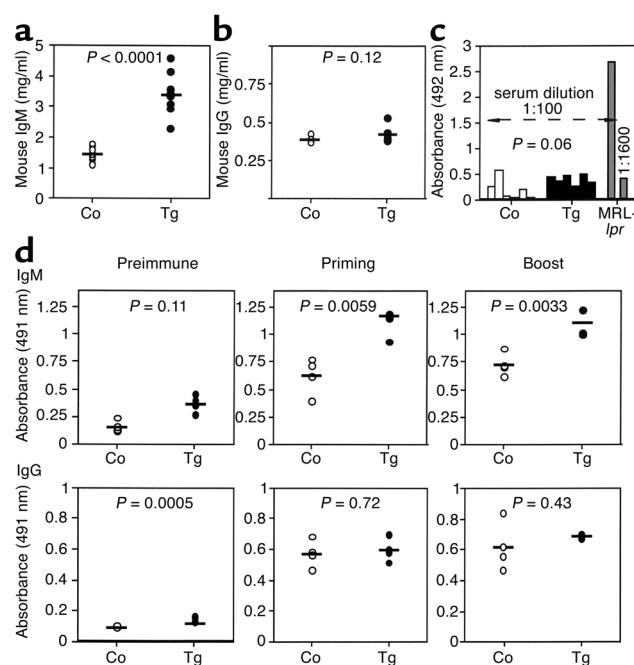 a
Mouse IgM (mg/ml)
5
4
3
2
1
0
P < 0.0001
Co Tg
b
Mouse IgG (mg/ml)
0.75
0.5
0.25
P = 0.12
Co Tg
c
Absorbance (492 nm)
3
2.5
2
1.5
1
0.5
0
serum dilution
1:100
P = 0.06
1:1600
Co Tg MRL-
lpr
d
IgM
Preimmune Priming Boost
Absorbance (491 nm)
1.25
1
0.75
0.5
0.25
0
P = 0.11
Co Tg
1.25
1
0.75
0.5
0.25
0
P = 0.0059
Co Tg
1.25
1
0.75
0.5
0.25
0
P = 0.0033
Co Tg
IgG
Absorbance (491 nm)
1
0.8
0.6
0.4
0.2
0
P = 0.0005
Co Tg
1
0.8
0.6
0.4
0.2
0
P = 0.72
Co Tg
1
0.8
0.6
0.4
0.2
0
P = 0.43
Co Tg